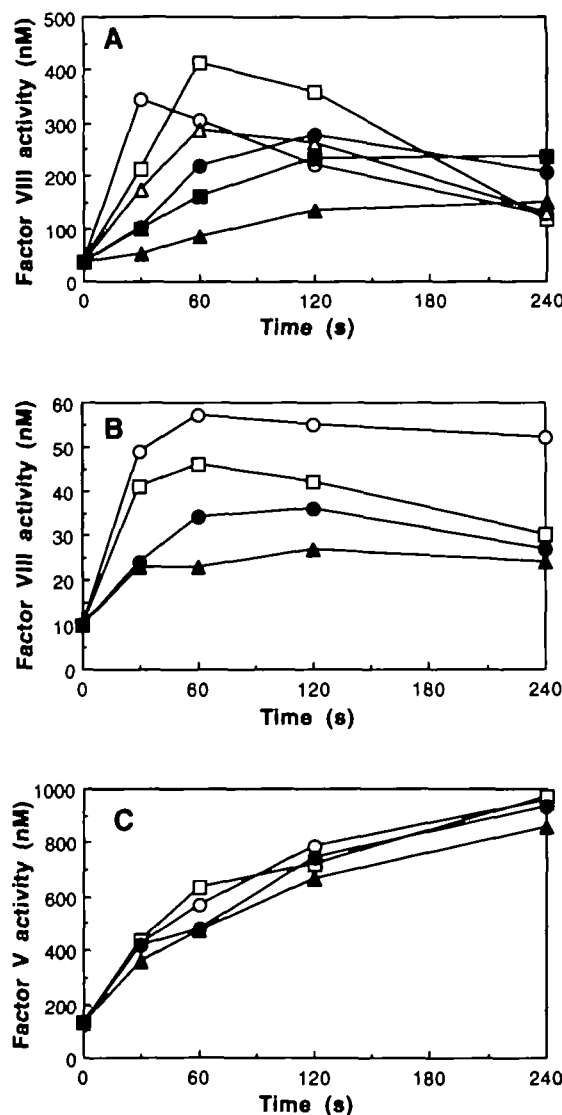 A
Factor VIII activity (nM)
500
400
300
200
100
0
0 60 120 180 240
Time (s)
B
Factor VIII activity (nM)
60
50
40
30
20
10
0
0 60 120 180 240
Time (s)
C
Factor V activity (nM)
1000
800
600
400
200
0
0 60 120 180 240
Time (s)